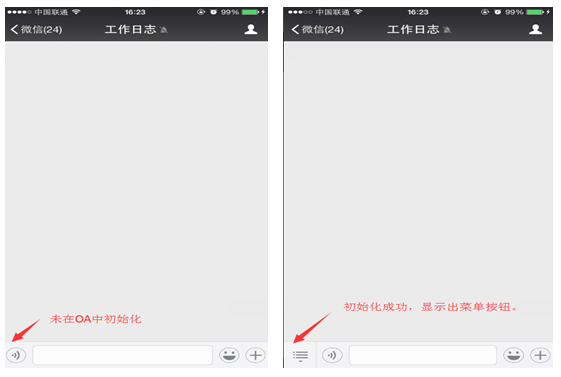 中国联通 16:23 99%
微信(24) 工作日志
未在OA中初始化
中国联通 16:23 99%
微信(24) 工作日志
初始化成功，显示出菜单按钮。